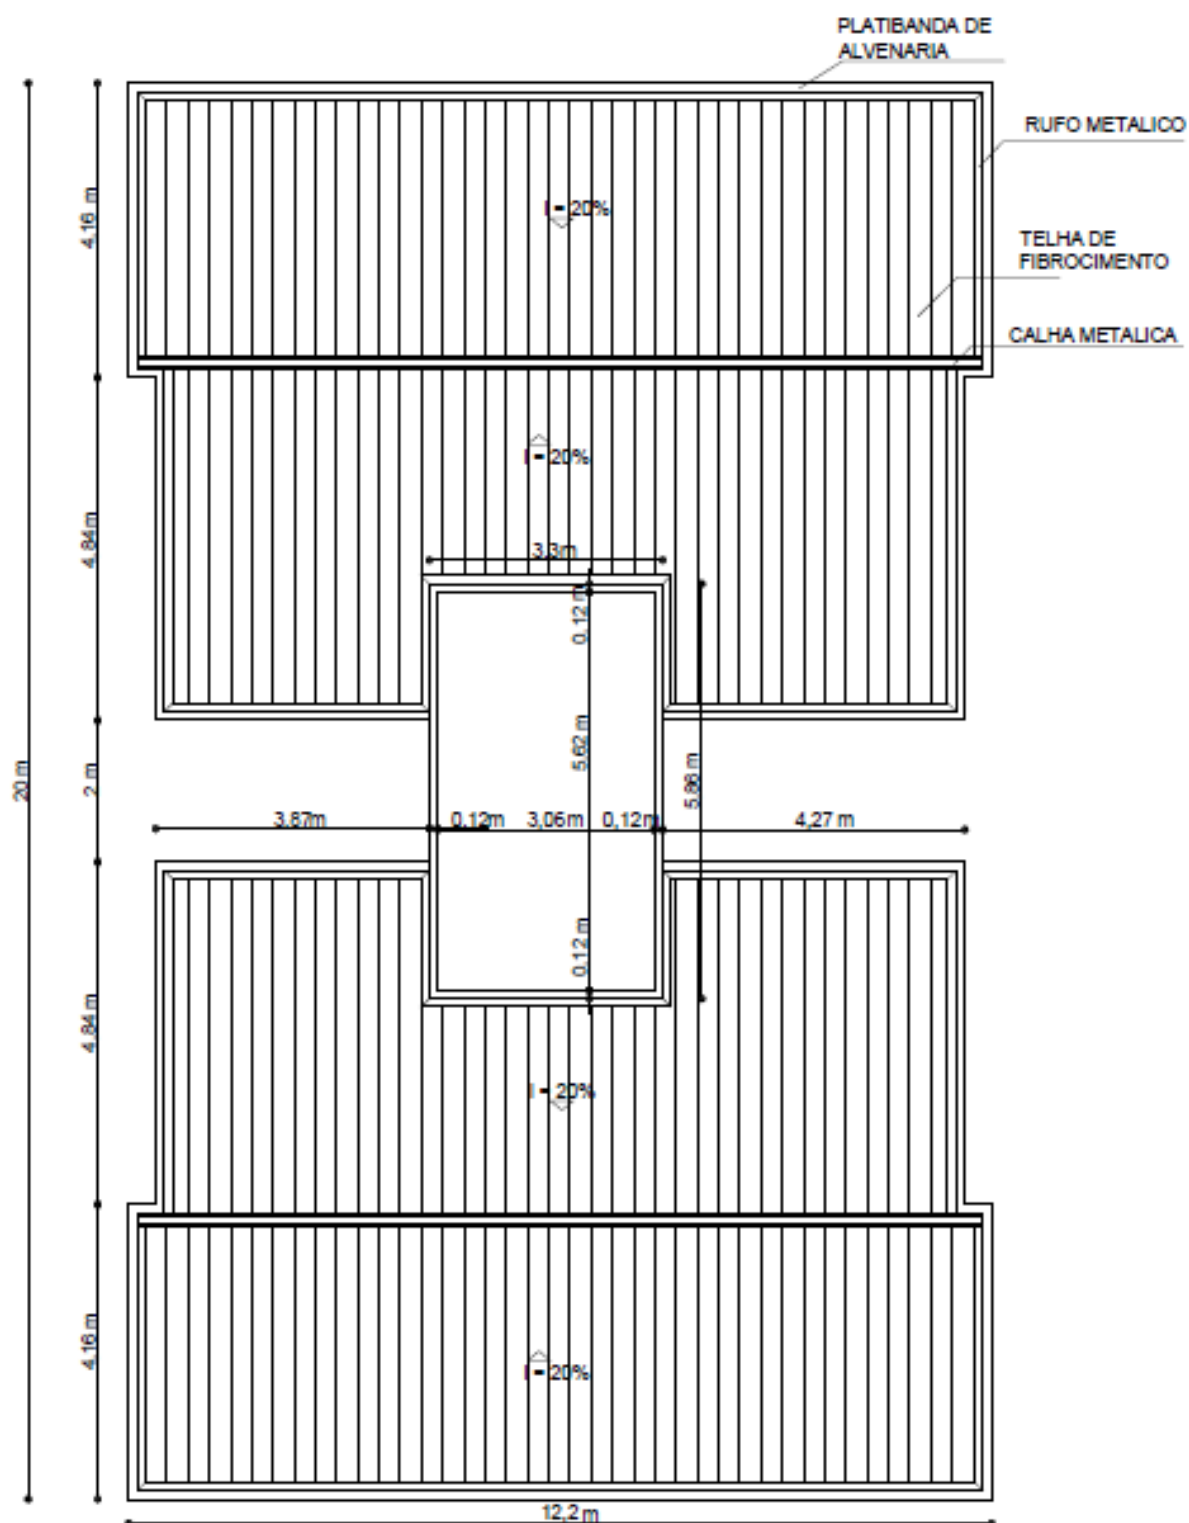 PLATIBANDA DE
ALVENARIA
RUFO METALICO
4,16 m
I = 20%
TELHA DE
FIBROCIMENTO
CALHA METALICA
I = 20%
4,84m
3,3m
0,12 m
5,62 m
5,86 m
20 m
2 m
3,87m
0,12m
3,06m
0,12m
4,27 m
0,12 m
4,84 m
I = 20%
4,16 m
I = 20%
12,2 m